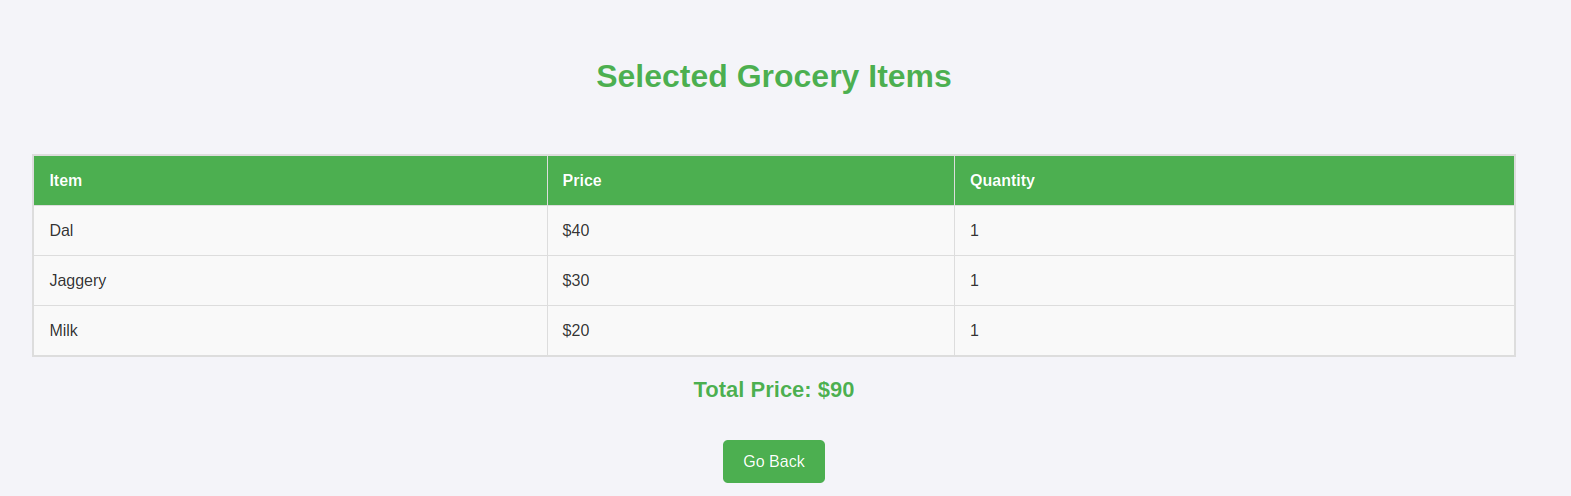 Selected Grocery Items
Item Price Quantity
Dal $40 1
Jaggery $30 1
Milk $20 1
Total Price: $90
Go Back